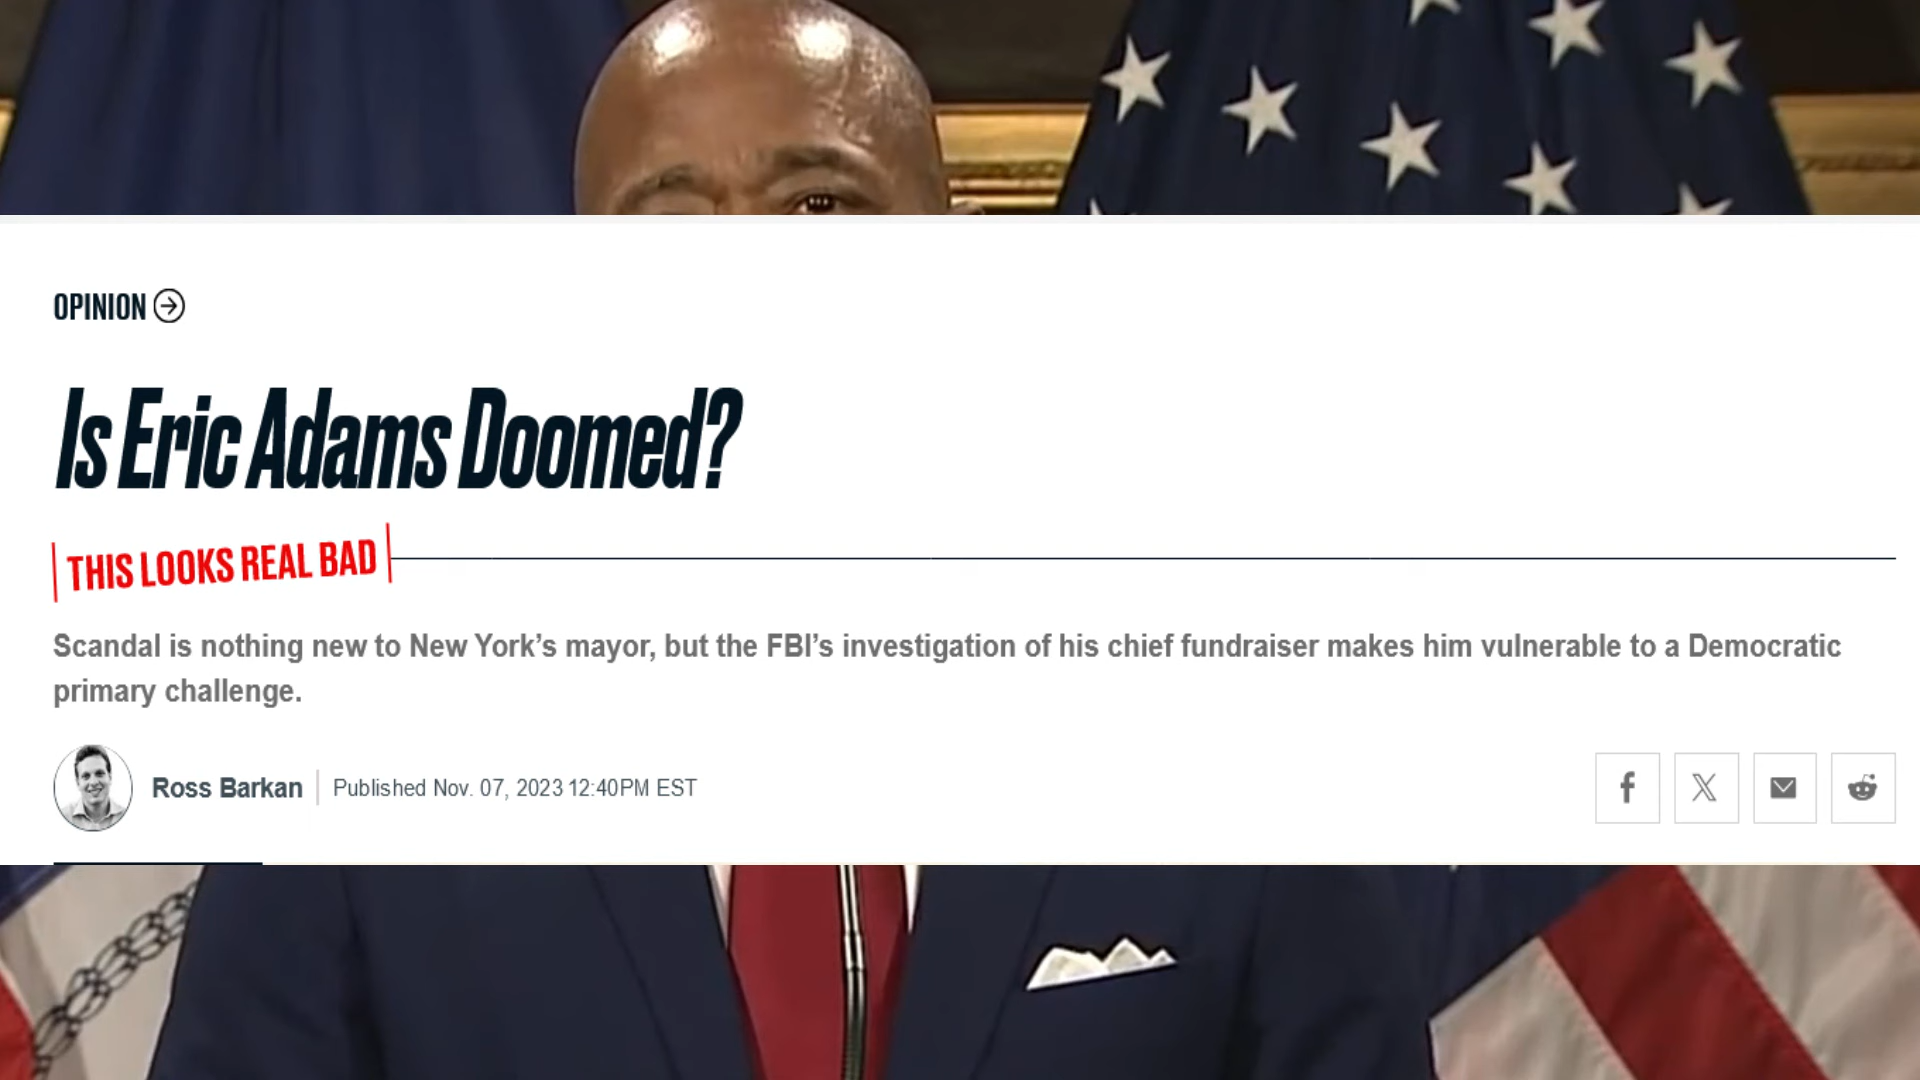 OPINION
Is Eric Adams Doomed?
THIS LOOKS REAL BAD
Scandal is nothing new to New York’s mayor, but the FBI’s investigation of his chief fundraiser makes him vulnerable to a Democratic
primary challenge.
Ross Barkan
Published Nov. 07, 2023 12:40PM EST